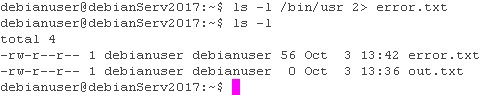 debianuser@debianServ2017:~$ ls -l /bin/usr 2> error.txt
debianuser@debianServ2017:~$ ls -l
total 4
-rw-r--r-- 1 debianuser debianuser 56 Oct  3 13:42 error.txt
-rw-r--r-- 1 debianuser debianuser  0 Oct  3 13:36 out.txt
debianuser@debianServ2017:~$